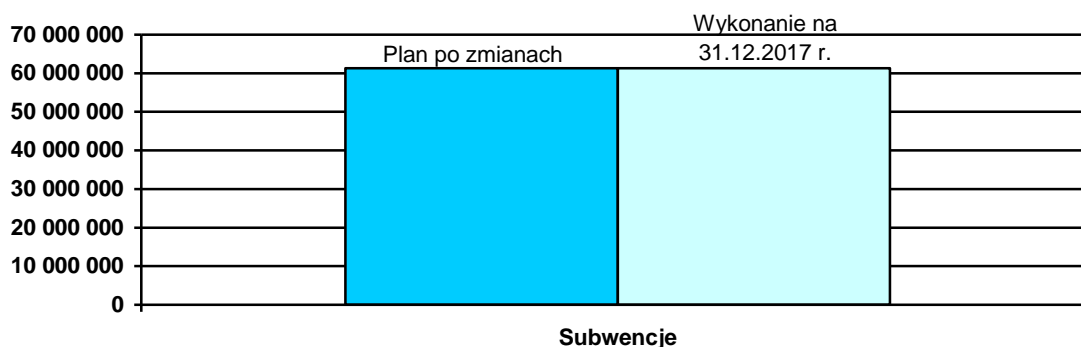 70 000 000
60 000 000
50 000 000
40 000 000
30 000 000
20 000 000
10 000 000
0
Plan po zmianach
Wykonanie na
31.12.2017 r.
Subwencje